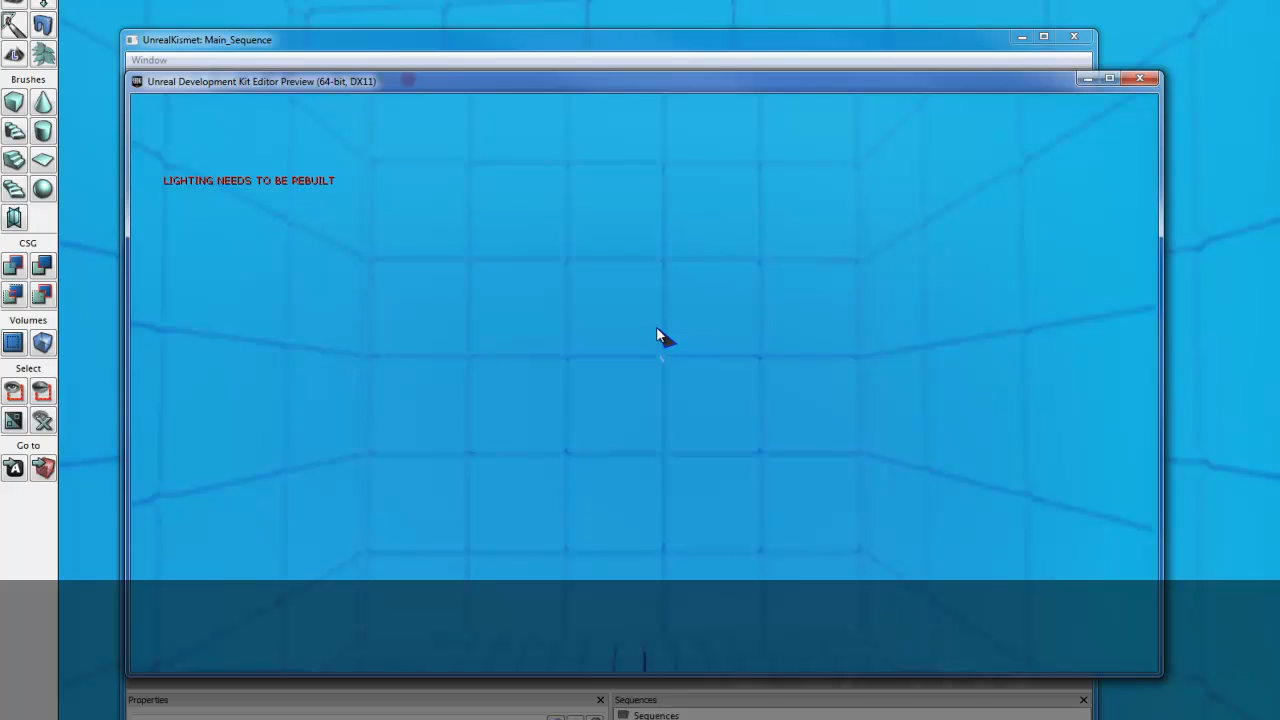 UnrealKismet: Main_Sequence
Window
Unreal Development Kit Editor Preview (64-bit, DX11)
Brushes
LIGHTING NEEDS TO BE REBUILT
CSG
Volumes
Select
Go to
A
Properties
Sequences
Sequences